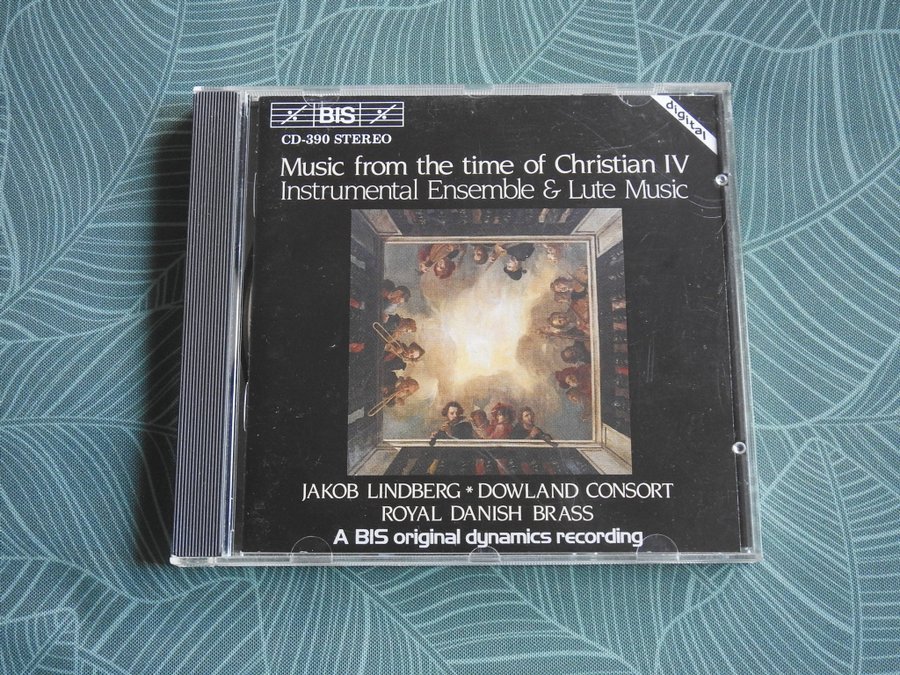 BIS
digital
CD-390 STEREO
Music from the time of Christian IV
Instrumental Ensemble & Lute Music
JAKOB LINDBERG * DOWLAND CONSORT
ROYAL DANISH BRASS
A BIS original dynamics recording